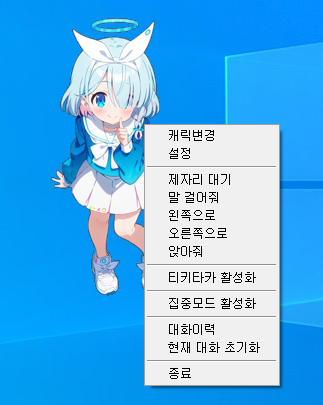 캐릭변경
설정
제자리 대기
말 걸어줘
왼쪽으로
오른쪽으로
앉아줘
티키타카 활성화
집중모드 활성화
대화이력
현재 대화 초기화
종료